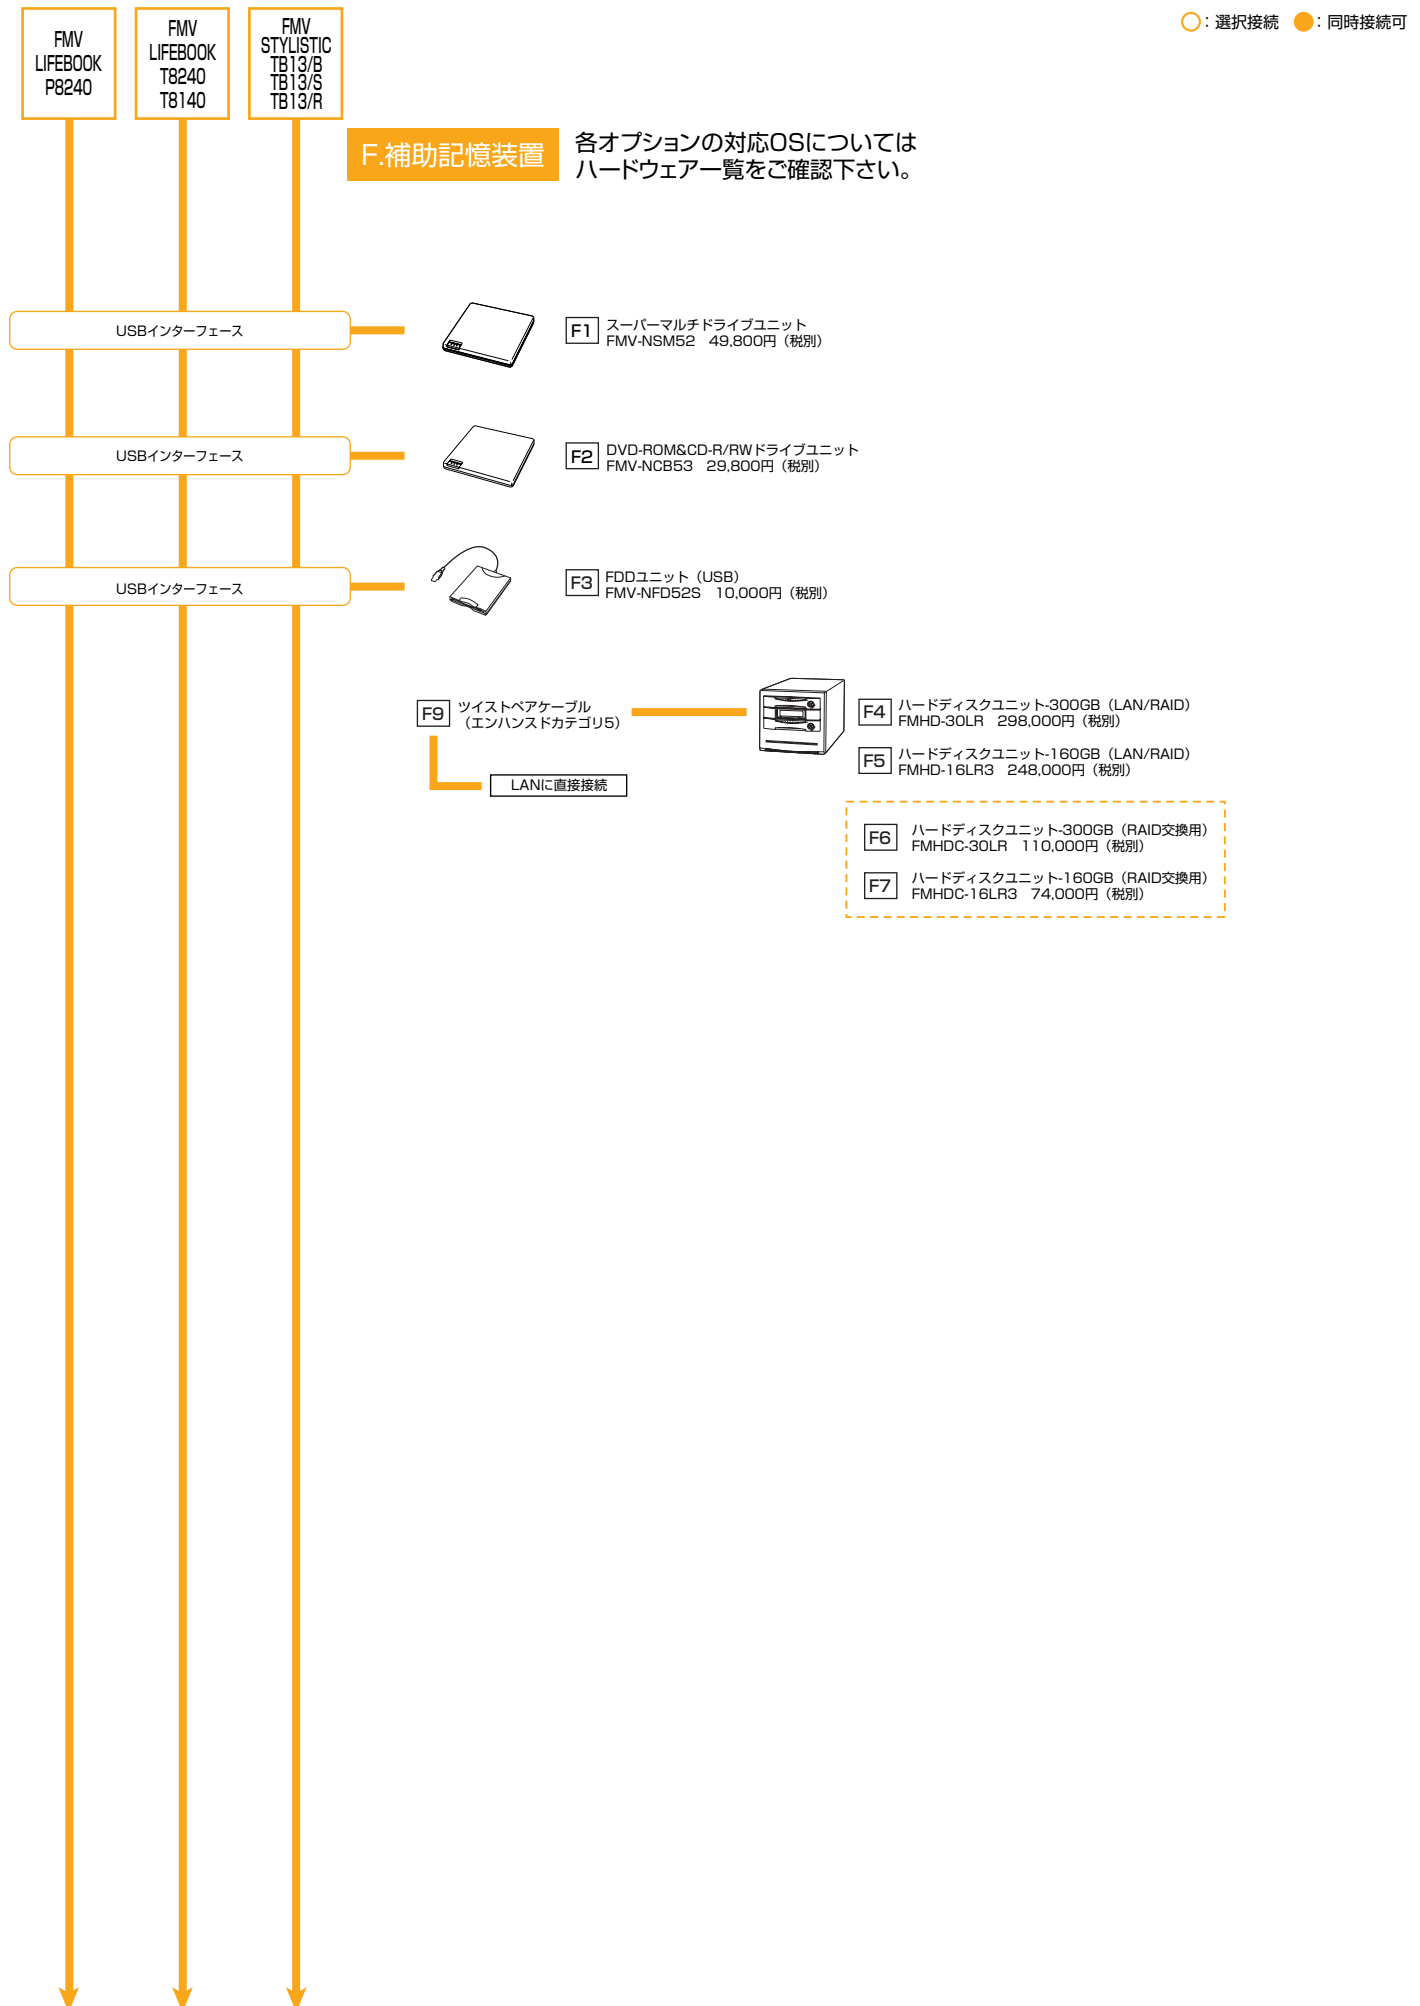 FMV
LIFEBOOK
P8240
FMV
LIFEBOOK
T8240
T8140
FMV
STYLISTIC
TB13/B
TB13/S
TB13/R
：選択接続 ：同時接続可
F.補助記憶装置
各オプションの対応OSについては
ハードウェア一覧をご確認下さい。
USBインターフェース
F1 スーパーマルチドライブユニット
FMV-NSM52 49,800円（税別）
USBインターフェース
F2 DVD-ROM&CD-R/RWドライブユニット
FMV-NCB53 29,800円（税別）
USBインターフェース
F3 FDDユニット（USB）
FMV-NFD52S 10,000円（税別）
F9 ツイストペアケーブル
（エンハンスドカテゴリ5）
LANに直接接続
F4 ハードディスクユニット-300GB（LAN/RAID）
FMHD-30LR 298,000円（税別）
F5 ハードディスクユニット-160GB（LAN/RAID）
FMHD-16LR3 248,000円（税別）
F6 ハードディスクユニット-300GB（RAID交換用）
FMHDC-30LR 110,000円（税別）
F7 ハードディスクユニット-160GB（RAID交換用）
FMHDC-16LR3 74,000円（税別）